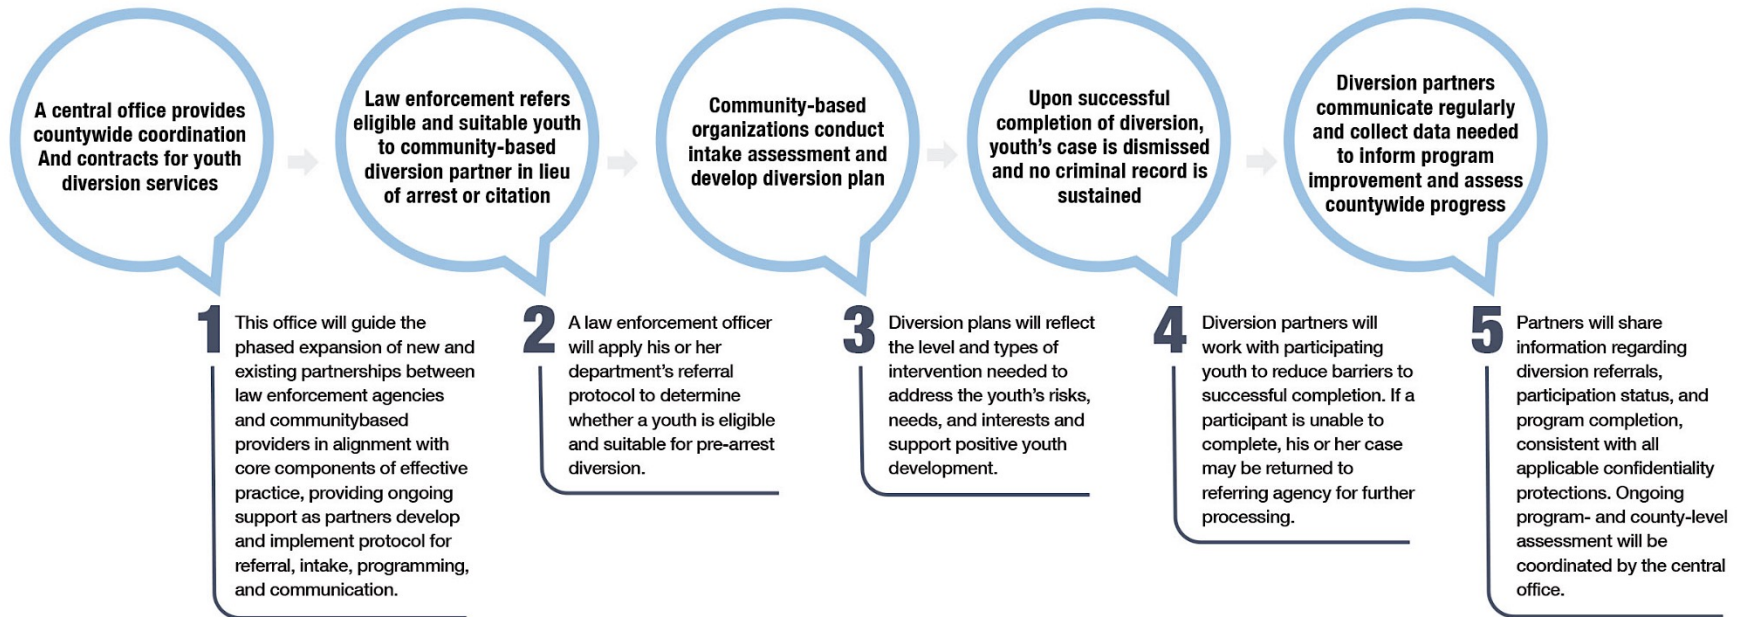 A central office provides
countywide coordination
And contracts for youth
diversion services
Law enforcement refers
eligible and suitable youth
to community-based
diversion partner in lieu
of arrest or citation
Community-based
organizations conduct
intake assessment and
develop diversion plan
Upon successful
completion of diversion,
youth's case is dismissed
and no criminal record is
sustained
Diversion partners
communicate regularly
and collect data needed
to inform program
improvement and assess
countywide progress
1
This office will guide the
phased expansion of new and
existing partnerships between
law enforcement agencies
and communitybased
providers in alignment with
core components of effective
practice, providing ongoing
support as partners develop
and implement protocol for
referral, intake, programming,
and communication.
2
A law enforcement officer
will apply his or her
department's referral
protocol to determine
whether a youth is eligible
and suitable for pre-arrest
diversion.
3
Diversion plans will reflect
the level and types of
intervention needed to
address the youth's risks,
needs, and interests and
support positive youth
development.
4
Diversion partners will
work with participating
youth to reduce barriers to
successful completion. If a
participant is unable to
complete, his or her case
may be returned to
referring agency for further
processing.
5
Partners will share
information regarding
diversion referrals,
participation status, and
program completion,
consistent with all
applicable confidentiality
protections. Ongoing
program- and county-level
assessment will be
coordinated by the central
office.